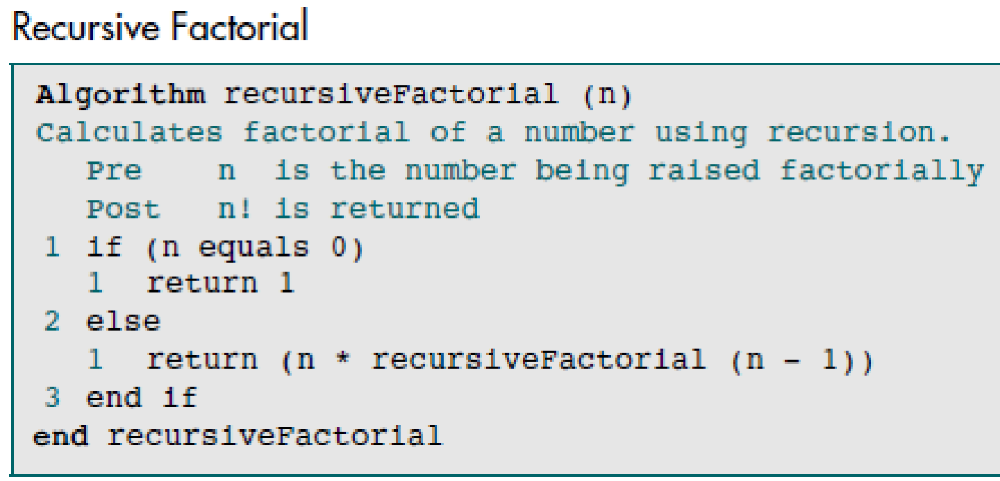 Recursive Factorial
Algorithm recursiveFactorial (n)
Calculates factorial of a number using recursion.
Pre n is the number being raised factorially
Post n! is returned
1 if (n equals 0)
1 return 1
2 else
1 return (n * recursiveFactorial (n – 1))
3 end if
end recursiveFactorial